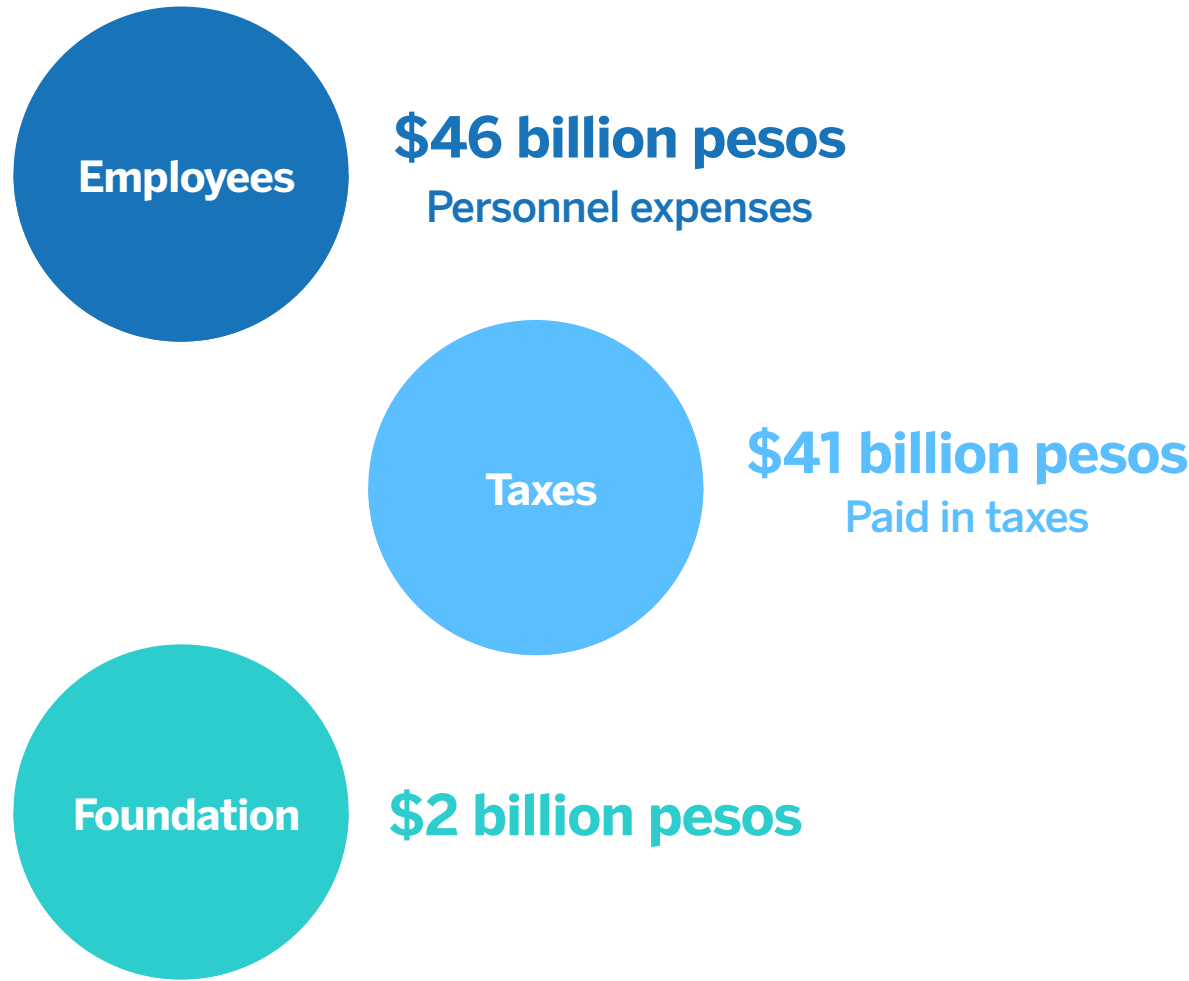 Employees
$46 billion pesos
Personnel expenses
Taxes
$41 billion pesos
Paid in taxes
Foundation
$2 billion pesos